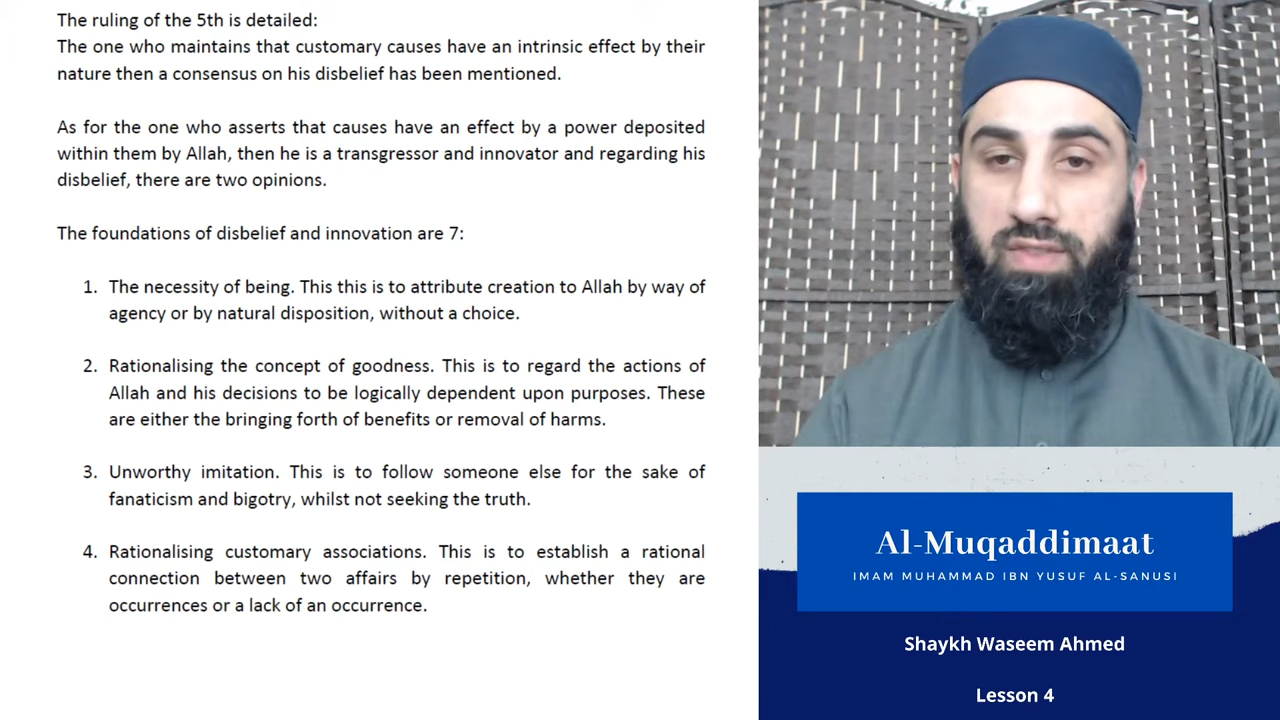 The ruling of the 5th is detailed:
The one who maintains that customary causes have an intrinsic effect by their
nature then a consensus on his disbelief has been mentioned.
As for the one who asserts that causes have an effect by a power deposited
within them by Allah, then he is a transgressor and innovator and regarding his
disbelief, there are two opinions.
The foundations of disbelief and innovation are 7:
1. The necessity of being. This this is to attribute creation to Allah by way of
agency or by natural disposition, without a choice.
2. Rationalising the concept of goodness. This is to regard the actions of
Allah and his decisions to be logically dependent upon purposes. These
are either the bringing forth of benefits or removal of harms.
3. Unworthy imitation. This is to follow someone else for the sake of
fanaticism and bigotry, whilst not seeking the truth.
4. Rationalising customary associations. This is to establish a rational
connection between two affairs by repetition, whether they are
occurrences or a lack of an occurrence.
Al-Muqaddimaat
IMAM MUHAMMAD IBN YUSUF AL-SANUSI
Shaykh Waseem Ahmed
Lesson 4